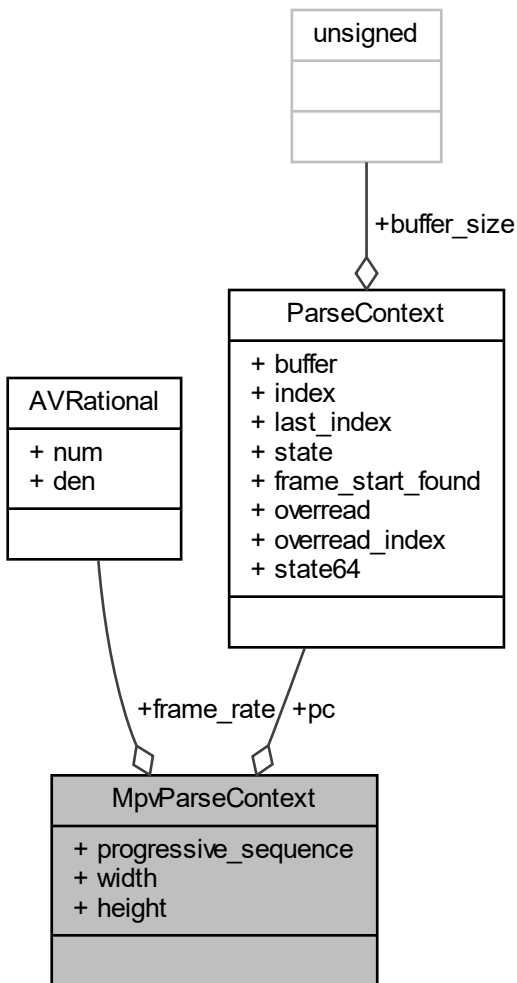 unsigned
+buffer_size
ParseContext
+ buffer
+ index
+ last_index
+ state
+ frame_start_found
+ overread
+ overread_index
+ state64
AVRational
+ num
+ den
+frame_rate
+pc
MpvParseContext
+ progressive_sequence
+ width
+ height